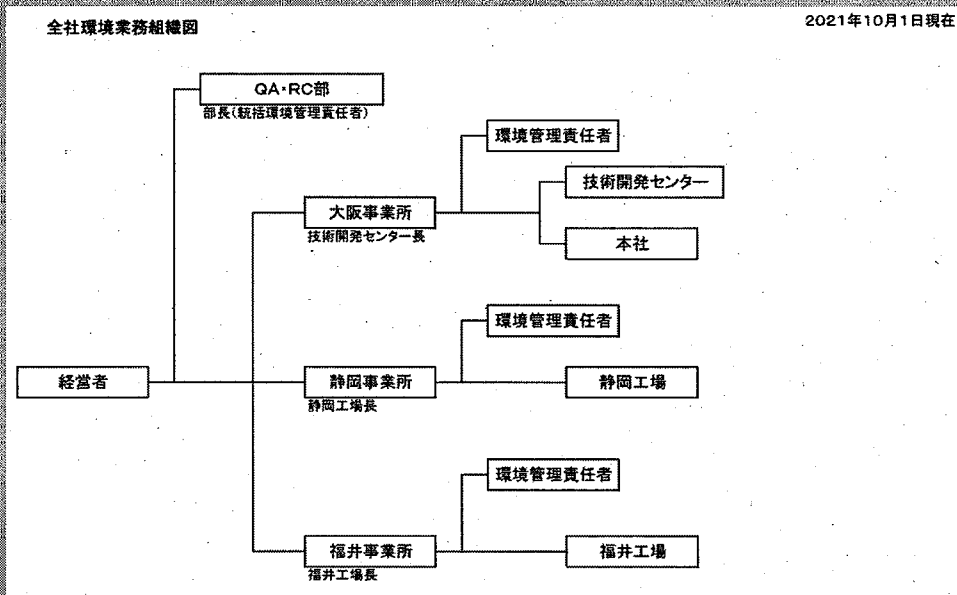 全社環境業務組織図
2021年10月1日現在
QA・RC部
部長(統括環境管理責任者)
環境管理責任者
技術開発センター
大阪事業所
技術開発センター長
本社
環境管理責任者
経営者
静岡事業所
静岡工場
静岡工場長
環境管理責任者
福井事業所
福井工場
福井工場長